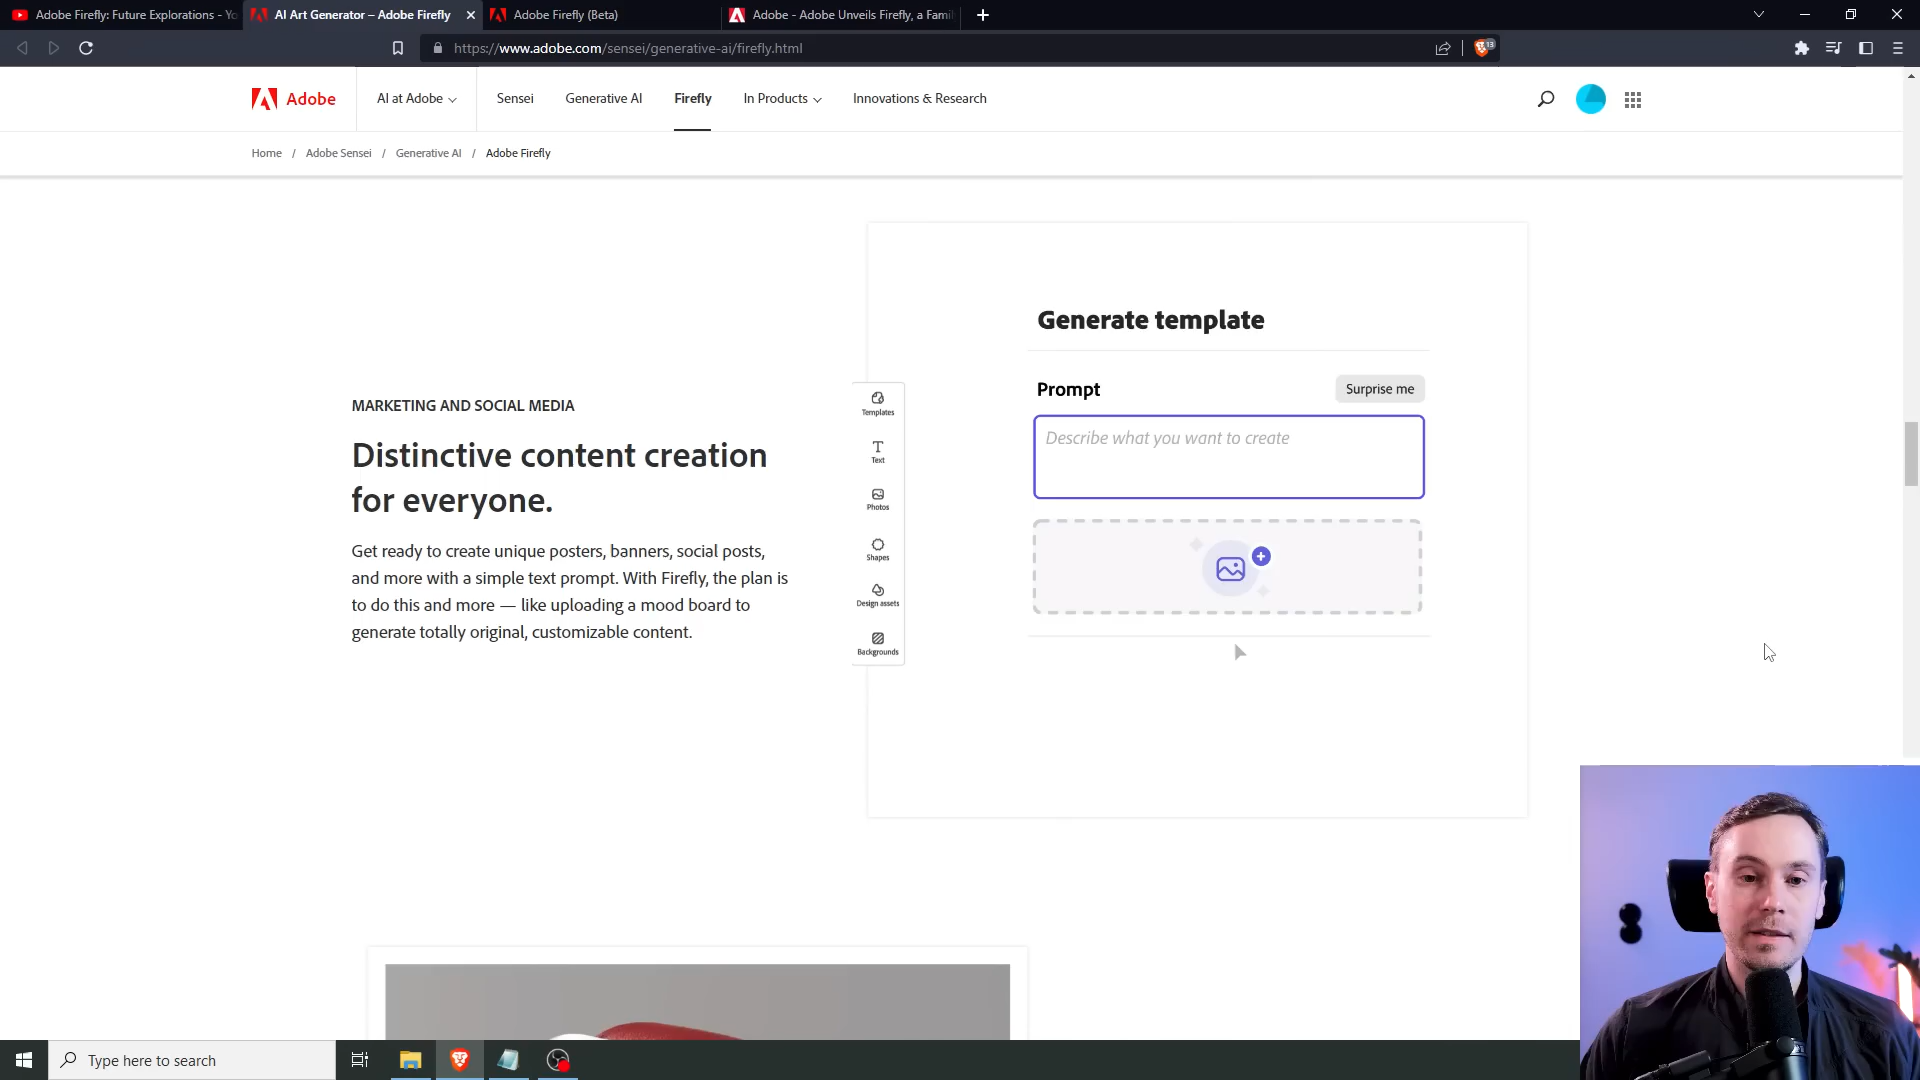 Adobe Firefly: Future Explorations - Yo
AI Art Generator – Adobe Firefly
Adobe Firefly (Beta)
Adobe - Adobe Unveils Firefly, a Fami
https://www.adobe.com/sensei/generative-ai/firefly.html
13
Adobe
AI at Adobe
Sensei
Generative AI
Firefly
In Products
Innovations & Research
Home / Adobe Sensei / Generative AI / Adobe Firefly
MARKETING AND SOCIAL MEDIA
Distinctive content creation
for everyone.
Get ready to create unique posters, banners, social posts,
and more with a simple text prompt. With Firefly, the plan is
to do this and more — like uploading a mood board to
generate totally original, customizable content.
Templates
Text
Photos
Shapes
Design assets
Backgrounds
Generate template
Prompt
Surprise me
Describe what you want to create
Type here to search